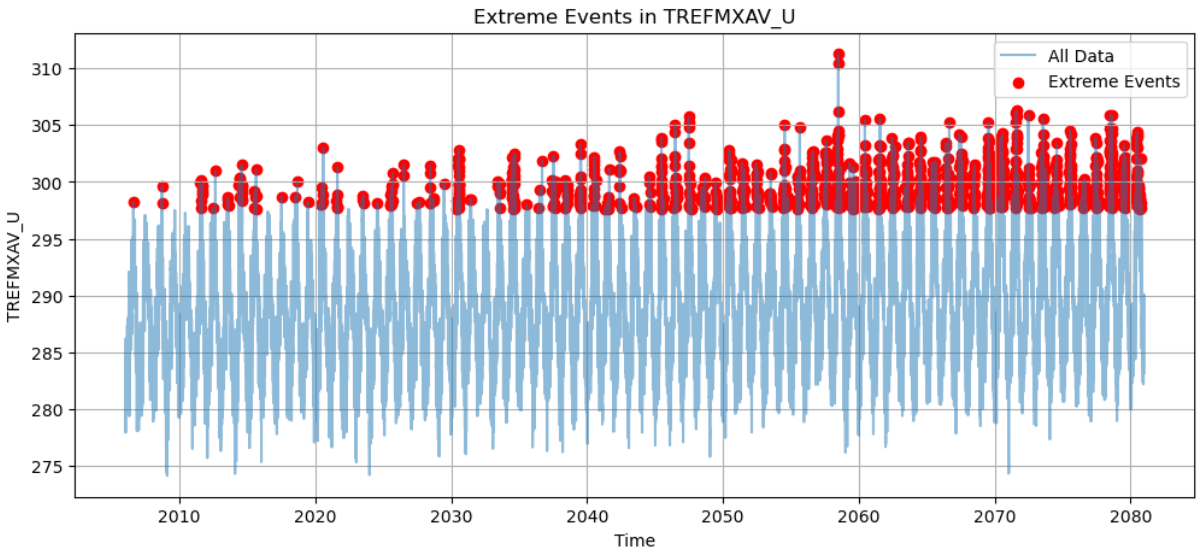 Extreme Events in TREFMXAV_U
All Data
Extreme Events
TREFMXAV_U
310
305
300
295
290
285
280
275
2010 2020 2030 2040 2050 2060 2070 2080
Time